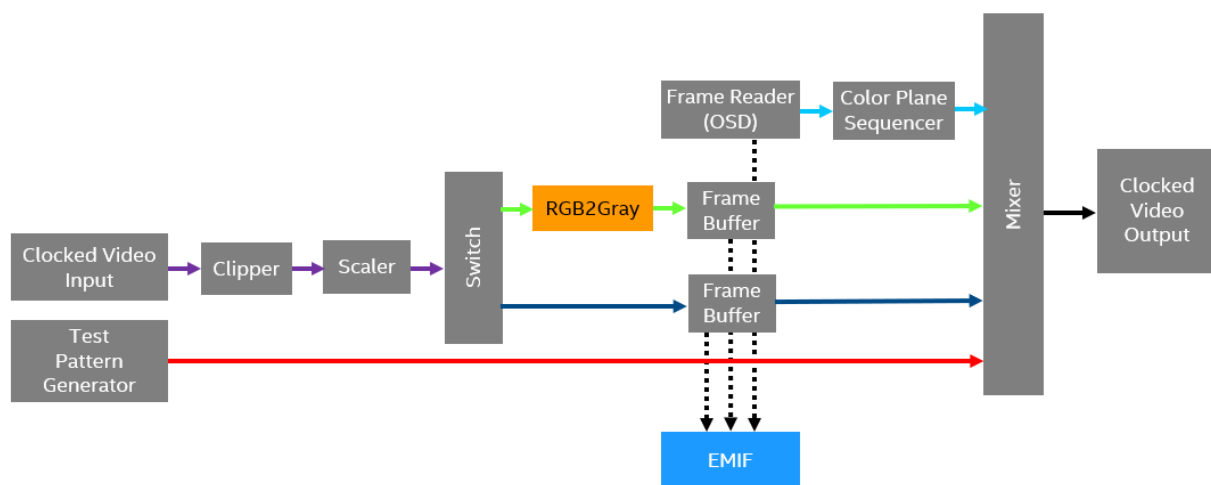 Frame Reader
(OSD)
Color Plane
Sequencer
Mixer
Clocked
Video
Output
Switch
RGB2Gray
Frame
Buffer
Clocked Video
Input
Clipper
Scaler
Frame
Buffer
Test
Pattern
Generator
EMIF